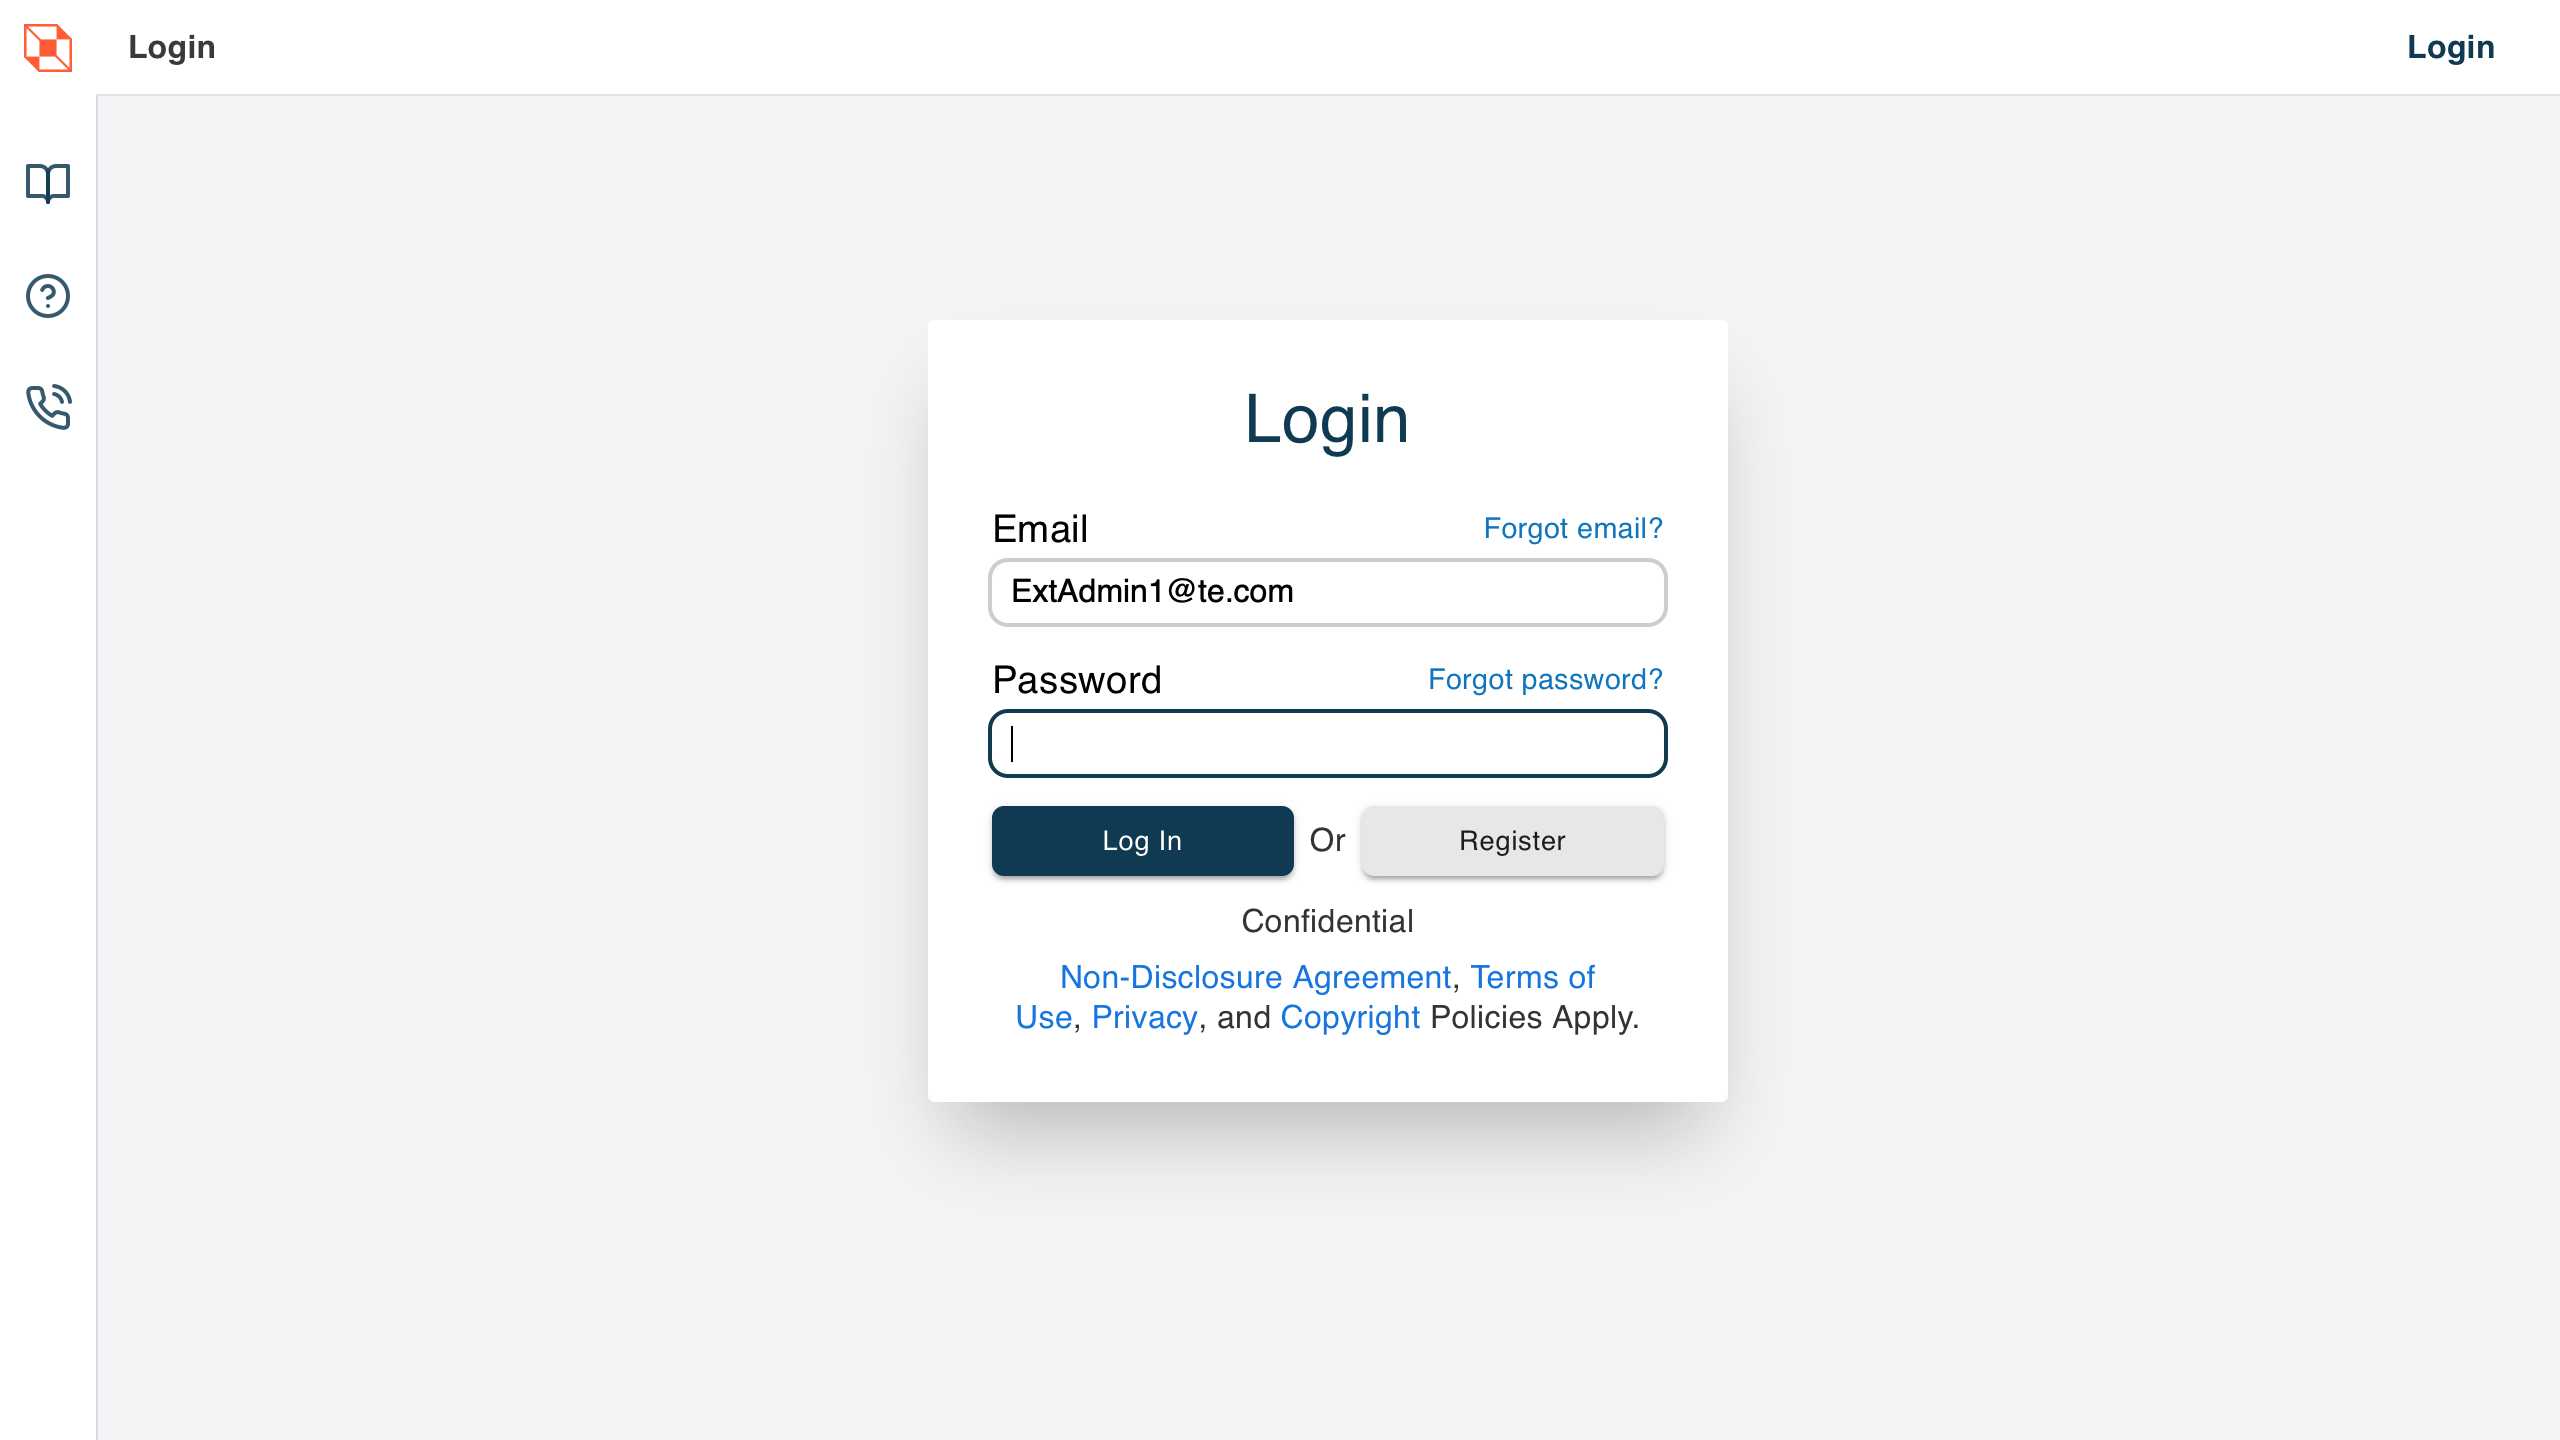 Login
Login
Login
Email
Forgot email?
ExtAdmin1@te.com
Password
Forgot password?
Log In
Or
Register
Confidential
Non-Disclosure Agreement, Terms of
Use, Privacy, and Copyright Policies Apply.